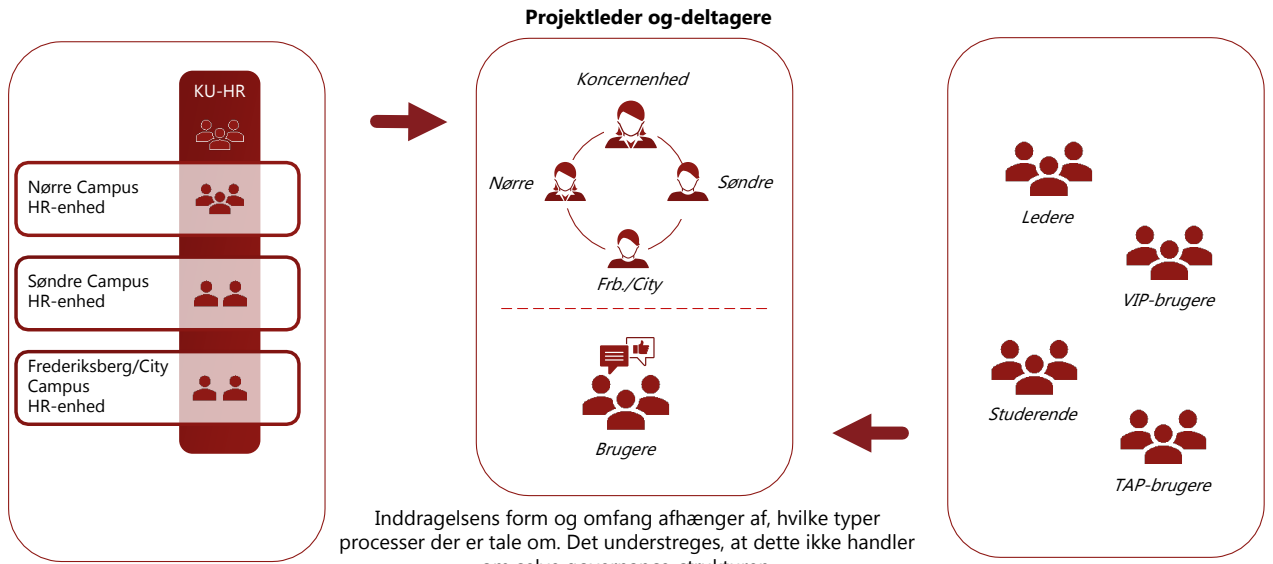 Projektleder og-deltagere
KU-HR
Nørre Campus
HR-enhed
Søndre Campus
HR-enhed
Frederiksberg/City
Campus
HR-enhed
Koncernenhed
Nørre
Søndre
Frb./City
Brugere
Ledere
VIP-brugere
Studerende
TAP-brugere
Inddragelsens form og omfang afhænger af, hvilke typer
processer der er tale om. Det understreges, at dette ikke handler